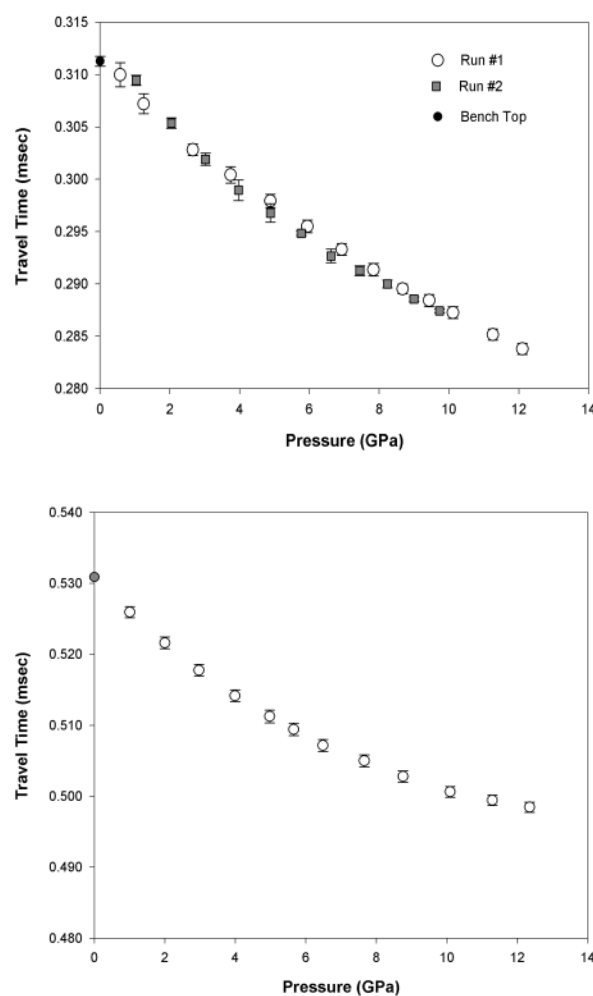 0.315
0.310
0.305
0.300
0.295
0.290
0.285
0.280
Travel Time (msec)
Run #1
Run #2
Bench Top
0 2 4 6 8 10 12 14
Pressure (GPa)
0.540
0.530
0.520
0.510
0.500
0.490
0.480
Travel Time (msec)
0 2 4 6 8 10 12 14
Pressure (GPa)